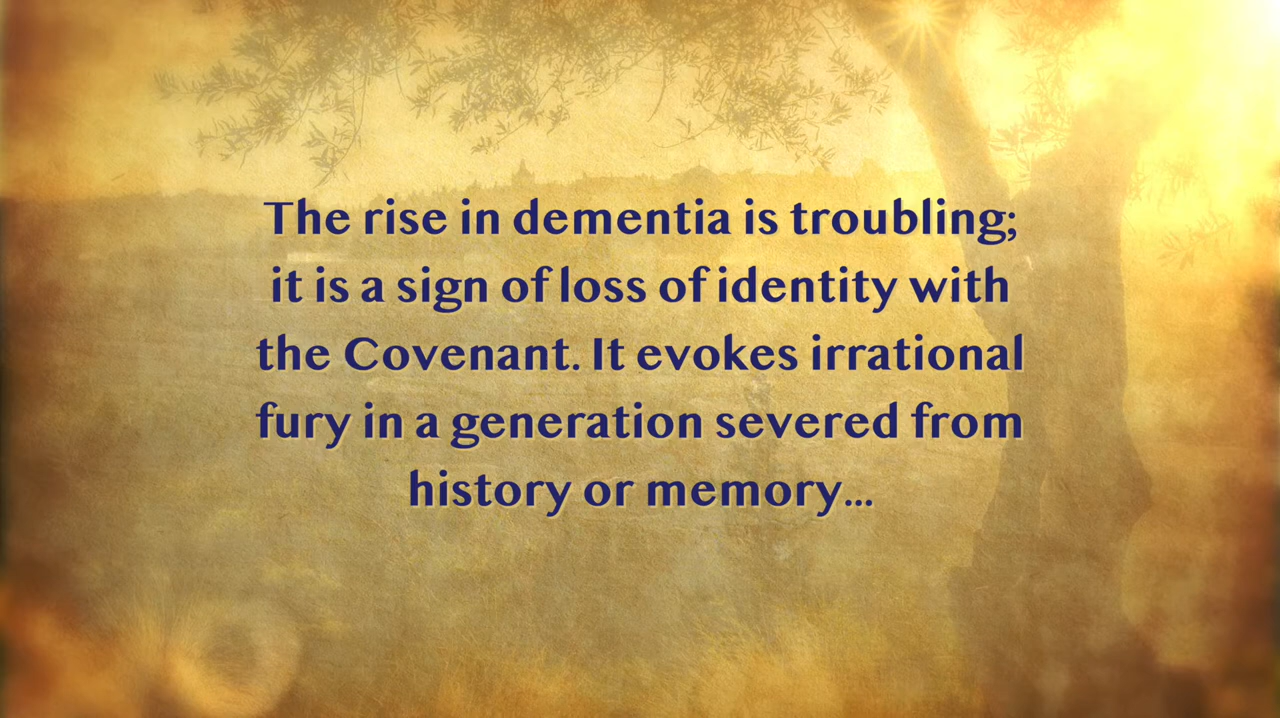 The rise in dementia is troubling;
it is a sign of loss of identity with
the Covenant. It evokes irrational
fury in a generation severed from
history or memory...